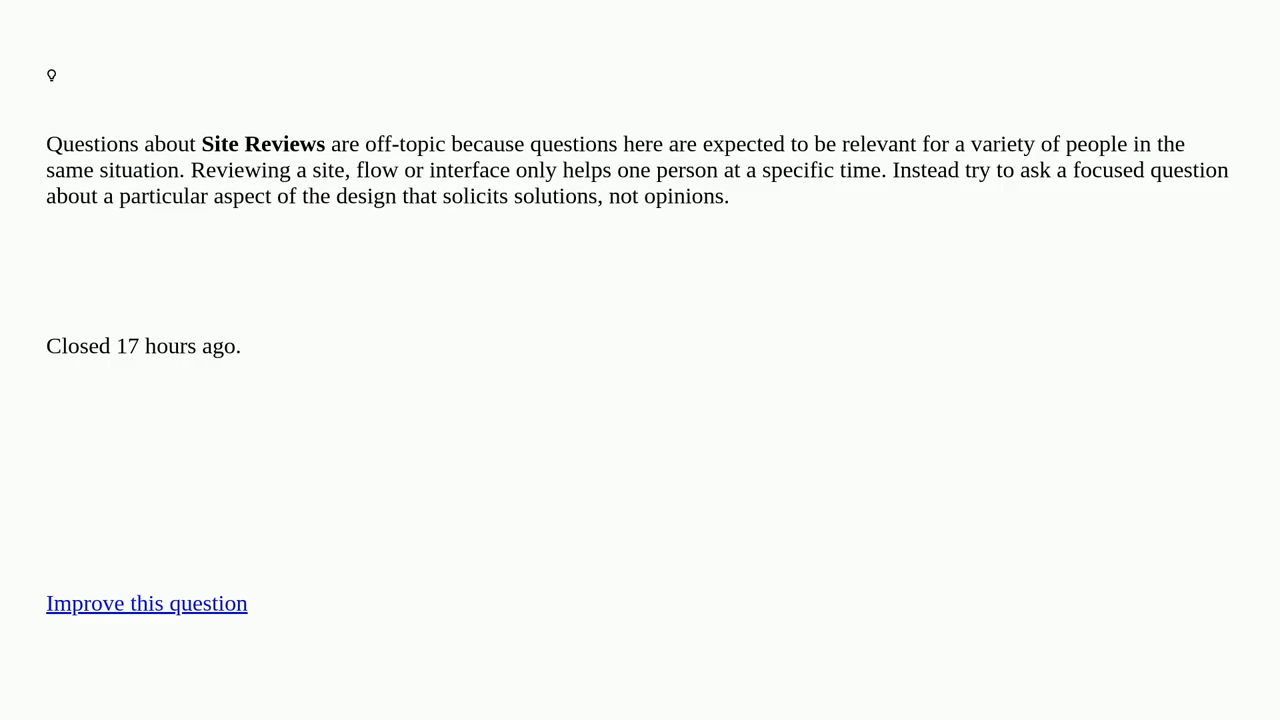 Questions about Site Reviews are off-topic because questions here are expected to be relevant for a variety of people in the
same situation. Reviewing a site, flow or interface only helps one person at a specific time. Instead try to ask a focused question
about a particular aspect of the design that solicits solutions, not opinions.
Closed 17 hours ago.
Improve this question